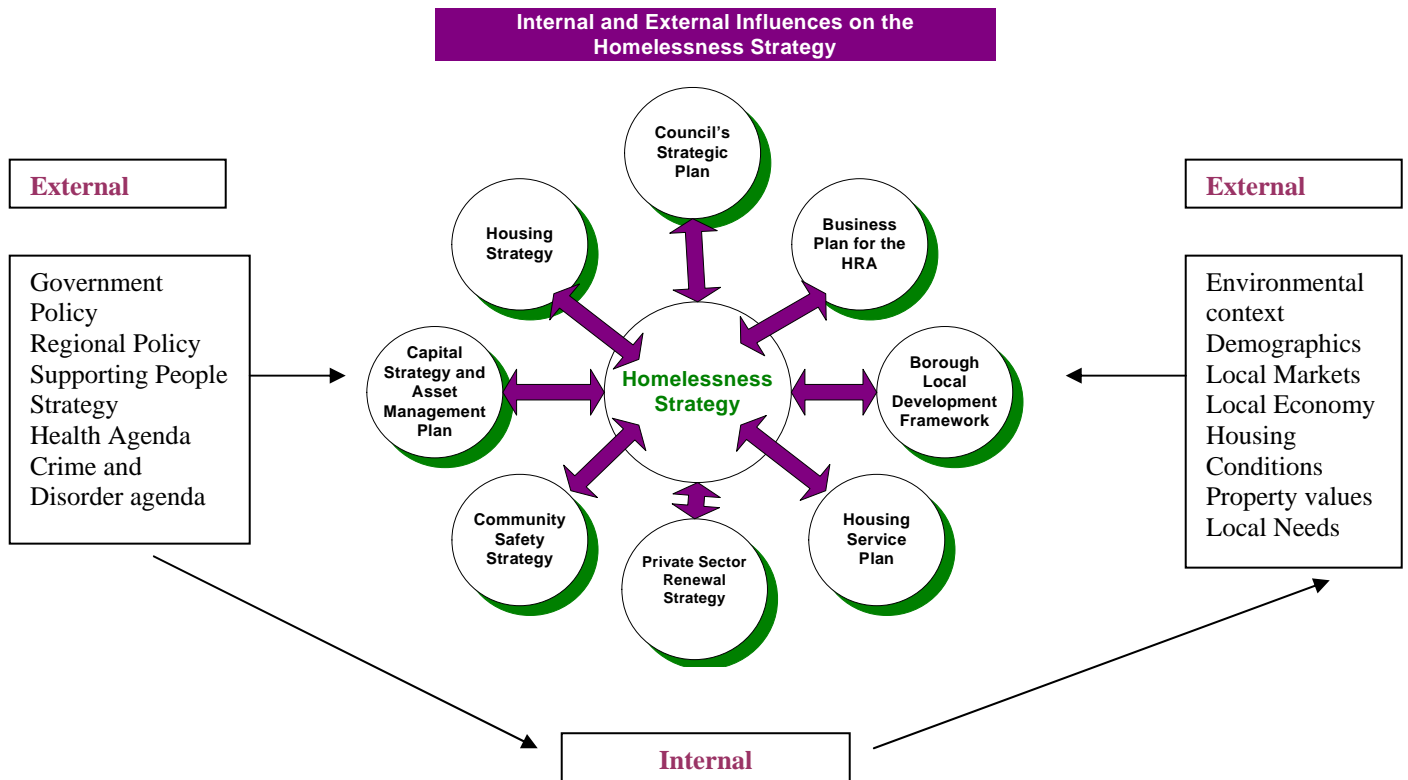 Internal and External Influences on the
Homelessness Strategy
External
Government
Policy
Regional Policy
Supporting People
Strategy
Health Agenda
Crime and
Disorder agenda
Council's
Strategic
Plan
Housing
Strategy
Business
Plan for the
HRA
Capital
Strategy and
Asset
Management
Plan
Homelessness
Strategy
Borough
Local
Development
Framework
Community
Safety
Strategy
Private Sector
Renewal
Strategy
Housing
Service
Plan
External
Environmental
context
Demographics
Local Markets
Local Economy
Housing
Conditions
Property values
Local Needs
Internal